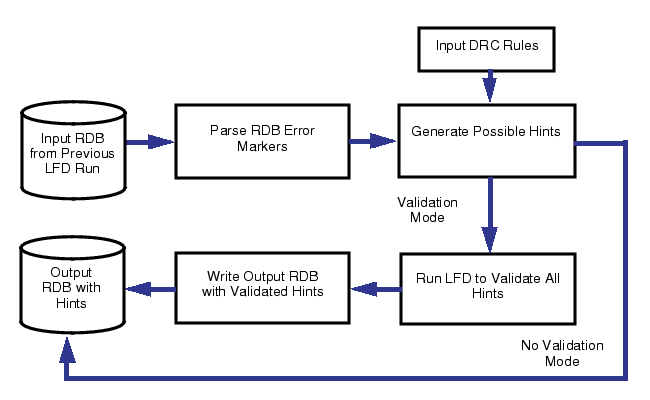 Input DRC Rules
Input RDB
from Previous
LFD Run
Parse RDB Error
Markers
Generate Possible Hints
Validation
Mode
Output
RDB with
Hints
Write Output RDB
with Validated Hints
Run LFD to Validate All
Hints
No Validation
Mode